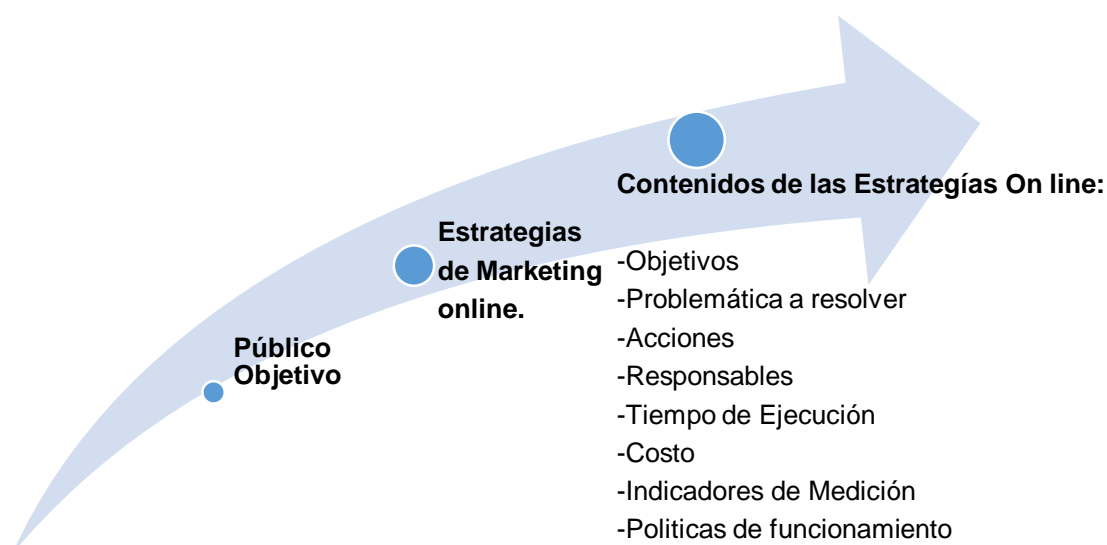 Público
Objetivo
Estrategias
de Marketing
online.
Contenidos de las Estrategías On line:
-Objetivos
-Problemática a resolver
-Acciones
-Responsables
-Tiempo de Ejecución
-Costo
-Indicadores de Medición
-Politicas de funcionamiento